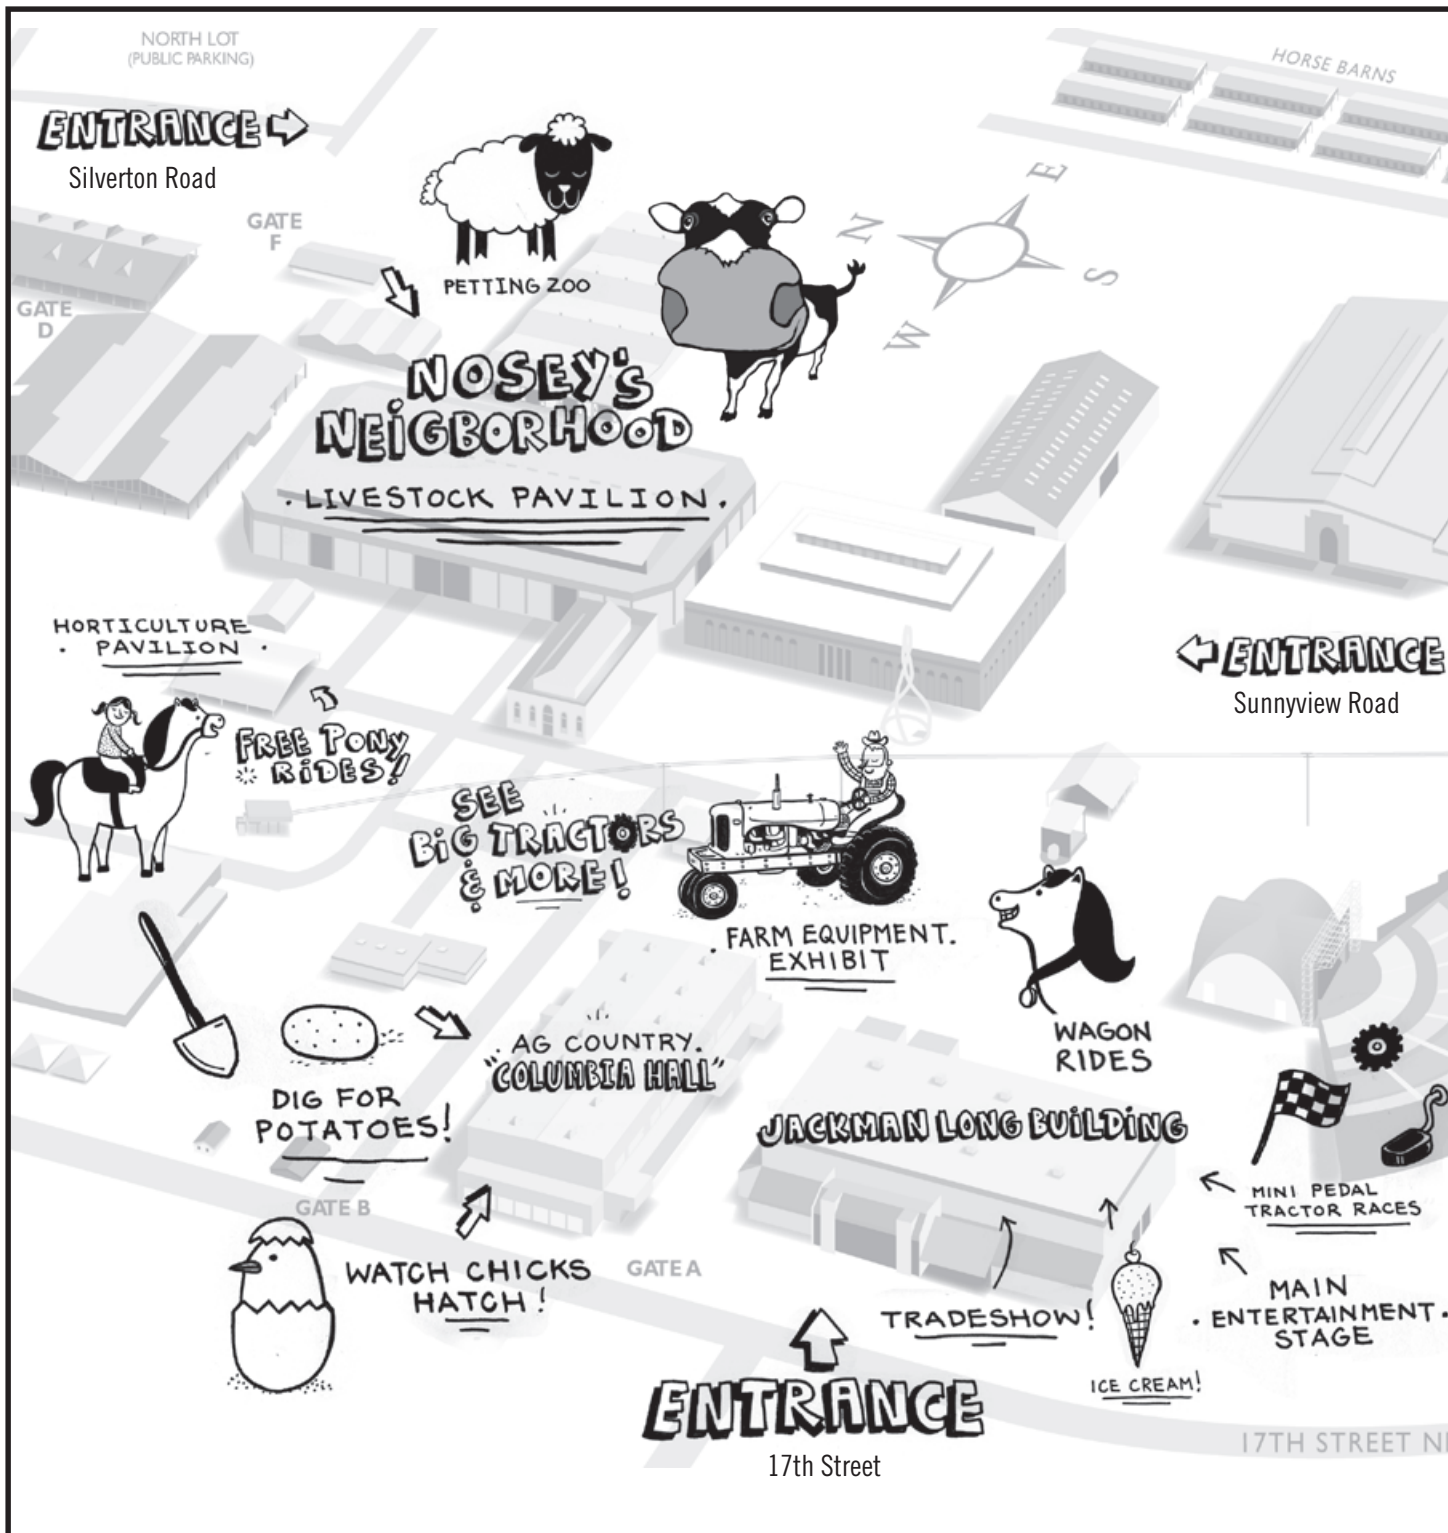 NORTH LOT
(PUBLIC PARKING)
HORSE BARNS
ENTRANCE
Silverton Road
GATE
F
PETTING ZOO
N
E
S
W
GATE
D
NOSEY'S
NEIGBORHOOD
. LIVESTOCK PAVILION .
HORTICULTURE
. PAVILION .
ENTRANCE
Sunnyview Road
FREE PONY
RIDES!
SEE
BIG TRACTORS
& MORE!
. FARM EQUIPMENT .
EXHIBIT
WAGON
RIDES
. AG COUNTRY .
"COLUMBIA HALL"
DIG FOR
POTATOES!
JACKMAN LONG BUILDING
MINI PEDAL
TRACTOR RACES
GATE B
WATCH CHICKS
HATCH!
GATE A
TRADESHOW!
MAIN
. ENTERTAINMENT .
STAGE
ICE CREAM!
ENTRANCE
17th Street
17TH STREET N